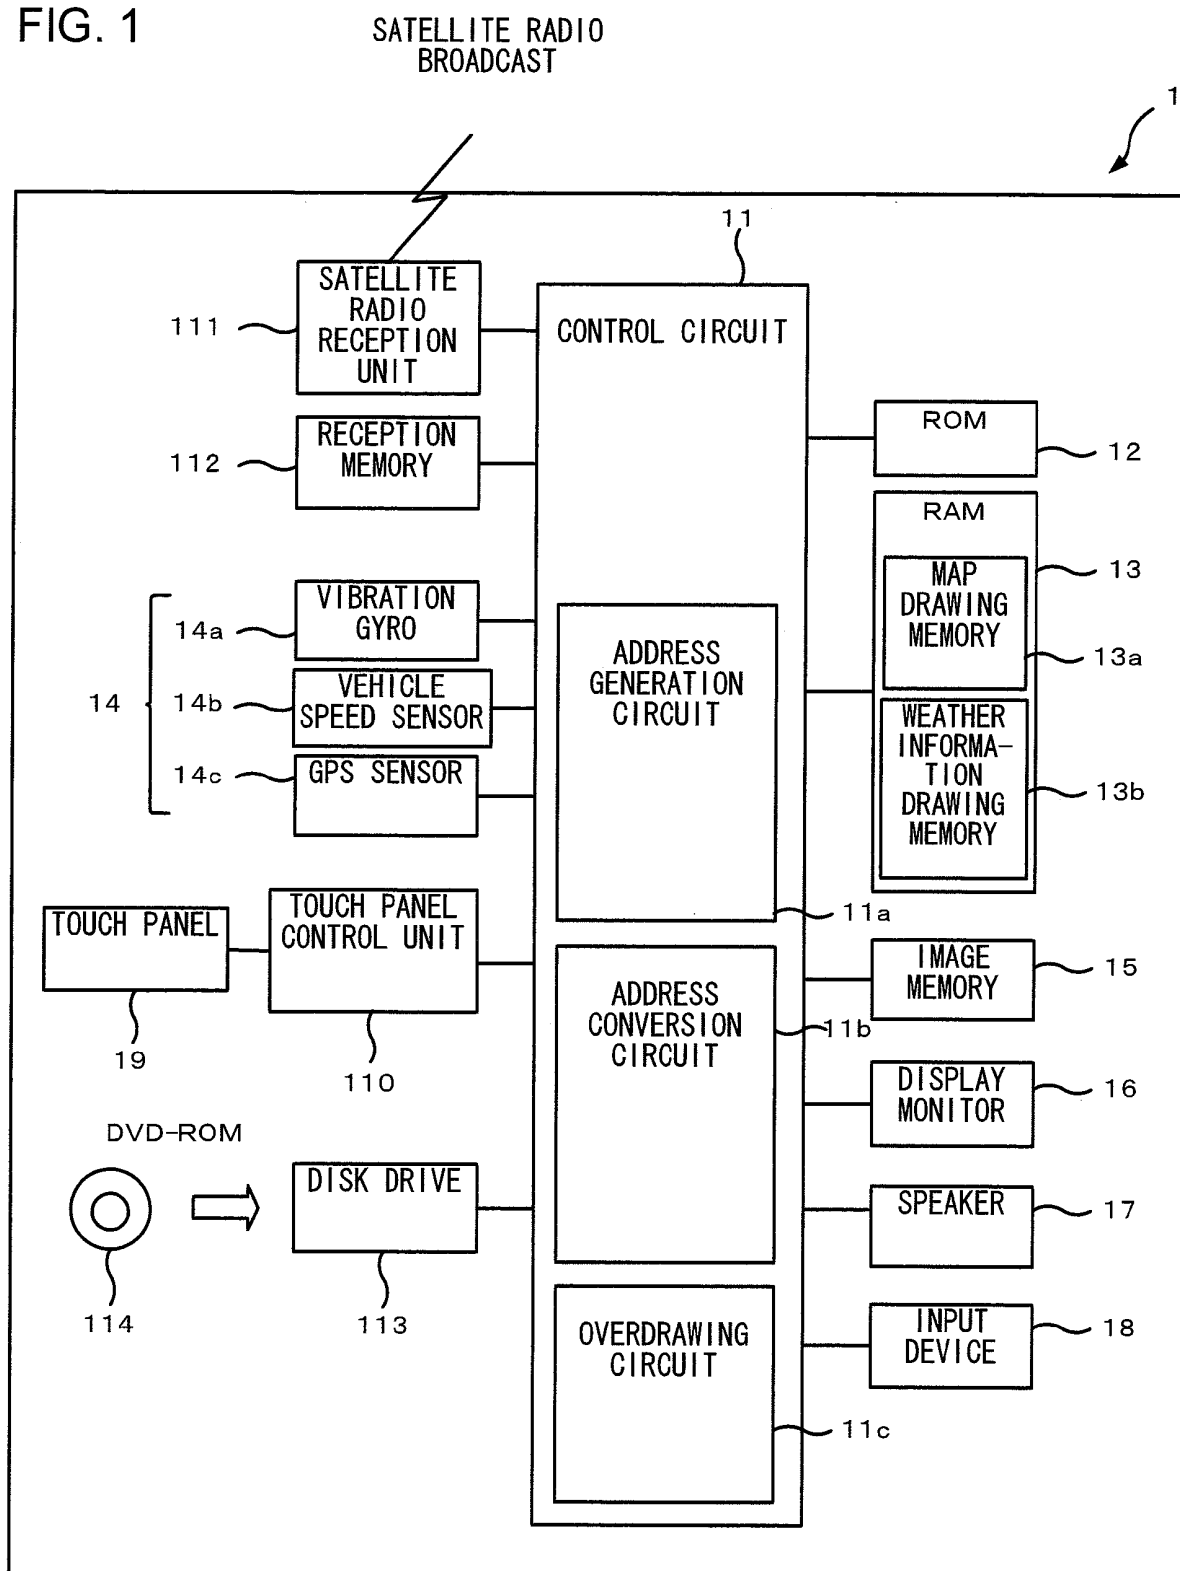 FIG. 1
SATELLITE RADIO
BROADCAST
1
11
SATELLITE
RADIO
RECEPTION
UNIT
111
CONTROL CIRCUIT
RECEPTION
MEMORY
112
ROM
12
RAM
13
MAP
DRAWING
MEMORY
13a
WEATHER
INFORMA-
TION
DRAWING
MEMORY
13b
14
VIBRATION
GYRO
14a
VEHICLE
SPEED SENSOR
14b
GPS SENSOR
14c
ADDRESS
GENERATION
CIRCUIT
11a
TOUCH PANEL
19
TOUCH PANEL
CONTROL UNIT
110
ADDRESS
CONVERSION
CIRCUIT
11b
IMAGE
MEMORY
15
DISPLAY
MONITOR
16
DVD-ROM
114
DISK DRIVE
113
SPEAKER
17
OVERDRAWING
CIRCUIT
11c
INPUT
DEVICE
18